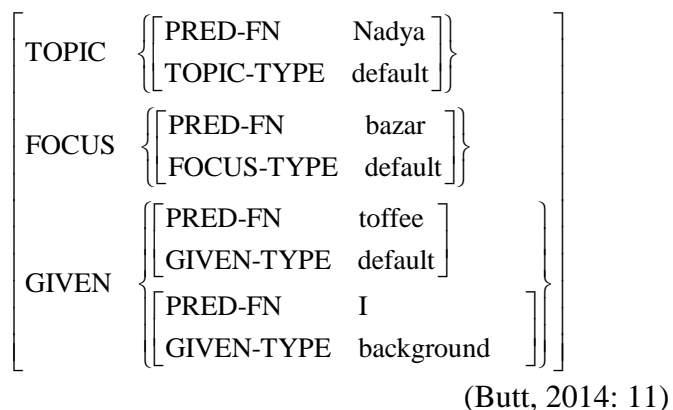 PRED-FN Nadya
TOPIC
TOPIC-TYPE default
PRED-FN bazar
FOCUS
FOCUS-TYPE default
PRED-FN toffee
GIVEN-TYPE default
GIVEN
PRED-FN I
GIVEN-TYPE background
(Butt, 2014: 11)